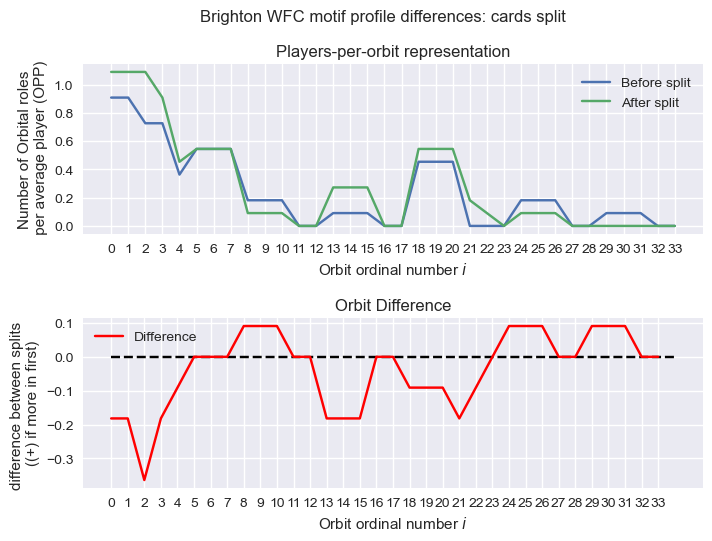 Brighton WFC motif profile differences: cards split
Players-per-orbit representation
Number of Orbital roles
per average player (OPP)
1.0
0.8
0.6
0.4
0.2
0.0
Before split
After split
0 1 2 3 4 5 6 7 8 9 10 11 12 13 14 15 16 17 18 19 20 21 22 23 24 25 26 27 28 29 30 31 32 33
Orbit ordinal number i
Orbit Difference
difference between splits
((+) if more in first)
0.1
0.0
−0.1
−0.2
−0.3
Difference
0 1 2 3 4 5 6 7 8 9 10 11 12 13 14 15 16 17 18 19 20 21 22 23 24 25 26 27 28 29 30 31 32 33
Orbit ordinal number i